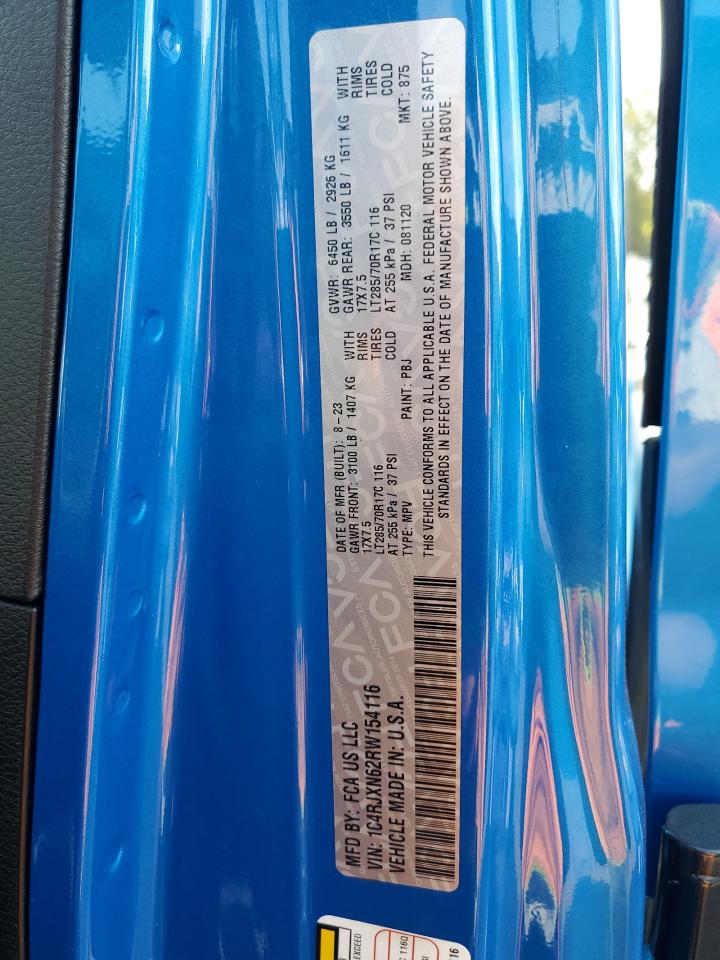 MFD BY: FCA US LLC
VIN: 1C4RJXN62RW154116
VEHICLE MADE IN: U.S.A.
DATE OF MFR (BUILT): 8-23 GVWR: 6450 LB / 2926 KG
GAWR FRONT: 3100 LB / 1407 KG WITH GAWR REAR: 3550 LB / 1611 KG WITH
17X7.5 RIMS 17X7.5 RIMS
LT285/70R17C 116 TIRES LT285/70R17C 116 TIRES
AT 255 kPa / 37 PSI COLD AT 255 kPa / 37 PSI COLD
TYPE: MPV PAINT: PBJ MDH: 081120 MKT: 875
THIS VEHICLE CONFORMS TO ALL APPLICABLE U.S.A. FEDERAL MOTOR VEHICLE SAFETY
STANDARDS IN EFFECT ON THE DATE OF MANUFACTURE SHOWN ABOVE.
EXCEED
C 116Q
116